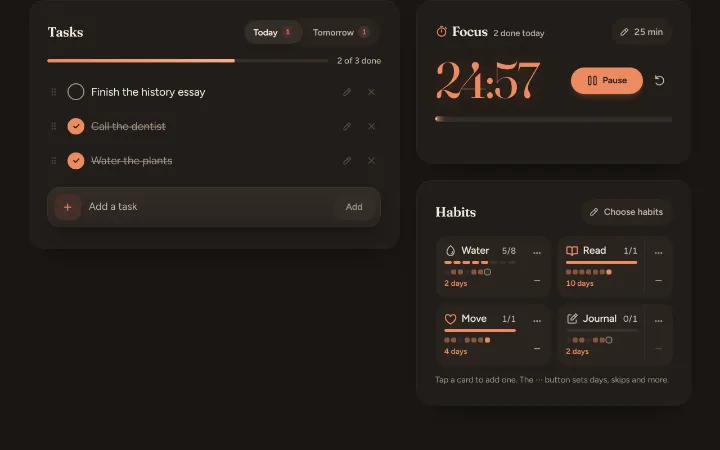 Tasks
Today 1
Tomorrow 1
2 of 3 done
Finish the history essay
Call the dentist
Water the plants
Add a task
Add
Focus 2 done today
25 min
24:57
Pause
Habits
Choose habits
Water 5/8
2 days
Read 1/1
10 days
Move 1/1
4 days
Journal 0/1
2 days
Tap a card to add one. The ··· button sets days, skips and more.